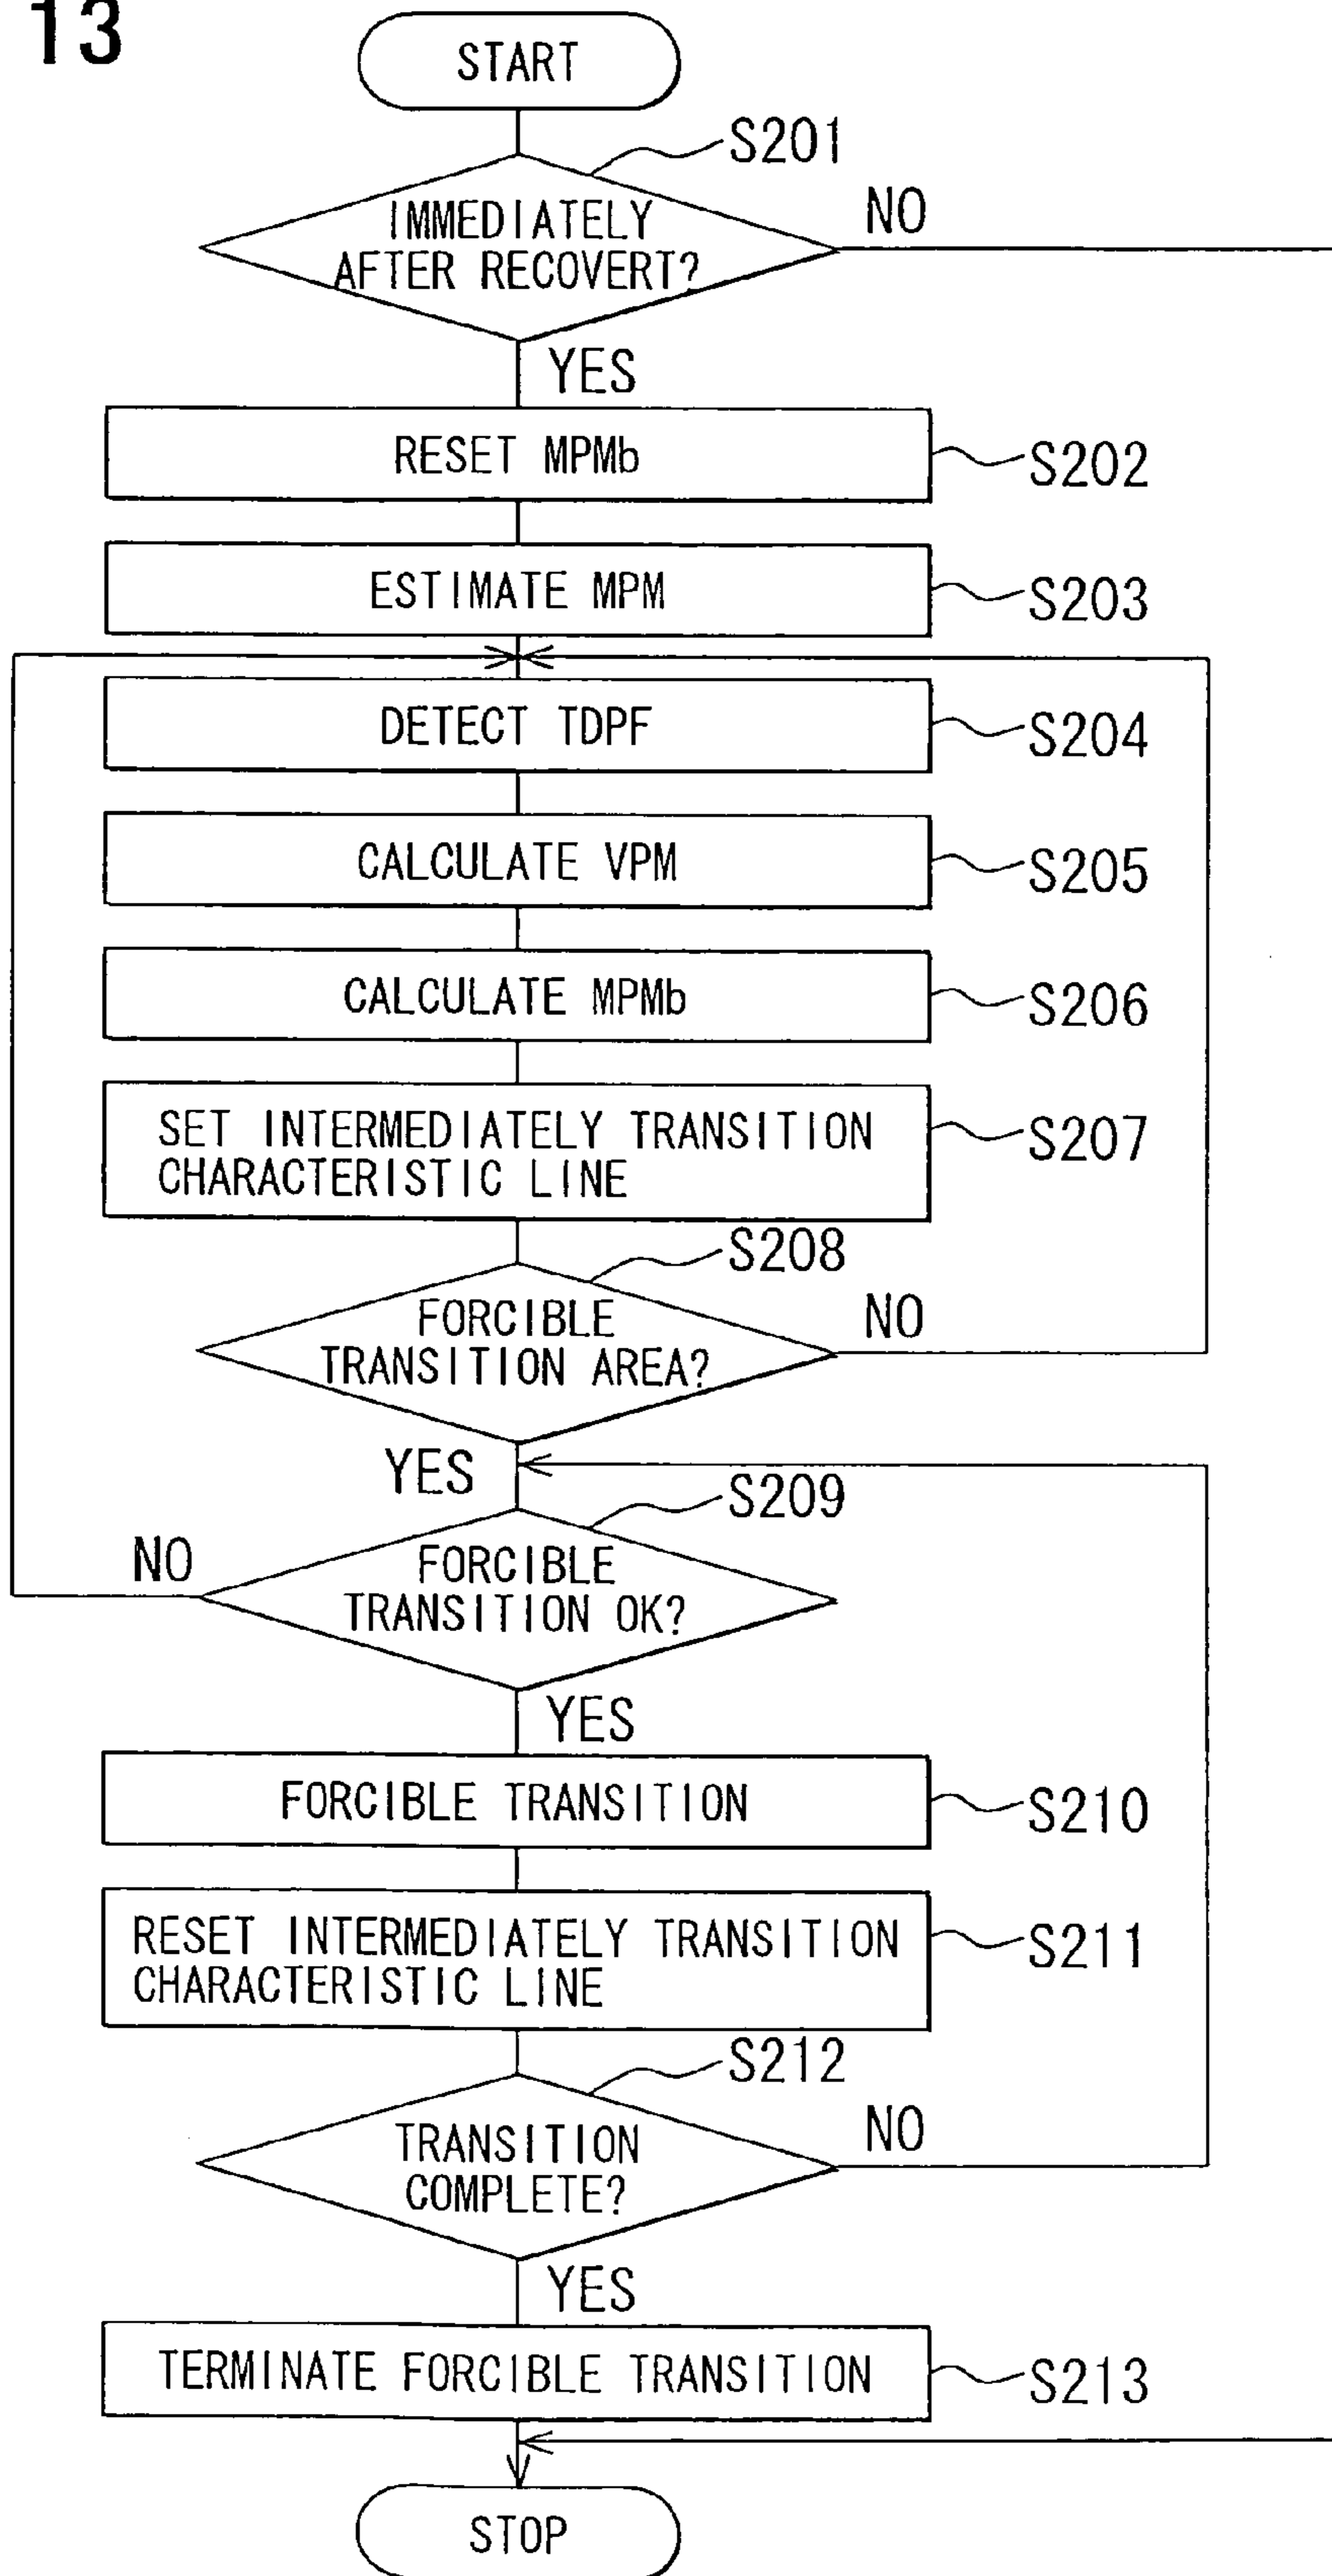 13
START
S201
IMMEDIATELY
AFTER RECOVERT?
NO
YES
RESET MPMb
S202
ESTIMATE MPM
S203
DETECT TDPF
S204
CALCULATE VPM
S205
CALCULATE MPMb
S206
SET INTERMEDIATELY TRANSITION
CHARACTERISTIC LINE
S207
S208
FORCIBLE
TRANSITION AREA?
NO
YES
S209
NO
FORCIBLE
TRANSITION OK?
YES
FORCIBLE TRANSITION
S210
RESET INTERMEDIATELY TRANSITION
CHARACTERISTIC LINE
S211
S212
TRANSITION
COMPLETE?
NO
YES
TERMINATE FORCIBLE TRANSITION
S213
STOP